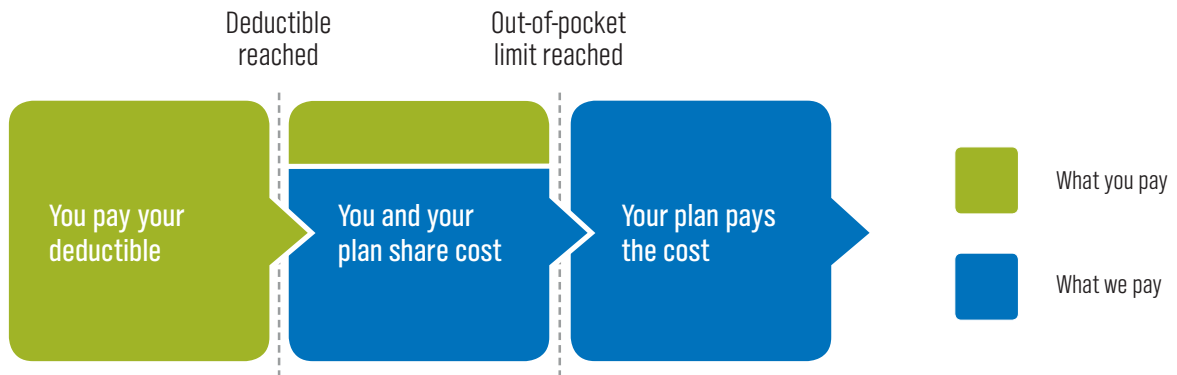 Deductible
reached
Out-of-pocket
limit reached
You pay your
deductible
You and your
plan share cost
Your plan pays
the cost
What you pay
What we pay